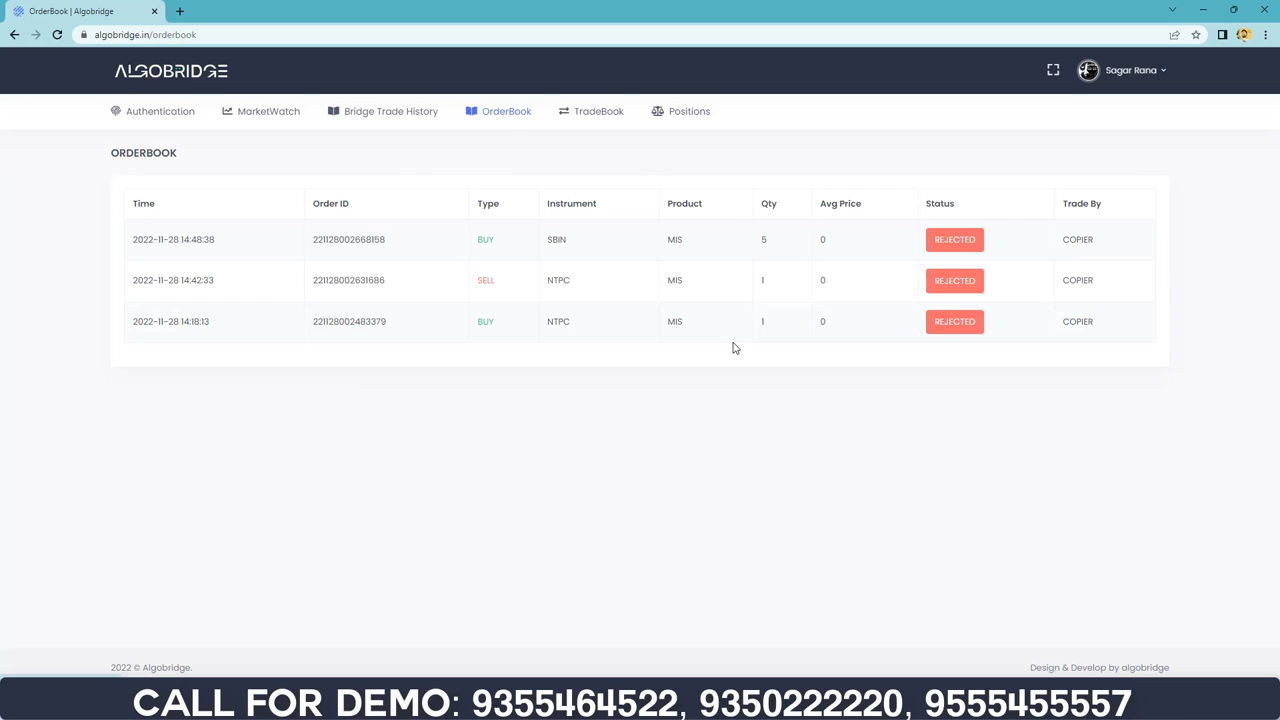 OrderBook | Algobridge
algobridge.in/orderbook
ALGOBRIDGE
Sagar Rana
Authentication MarketWatch Bridge Trade History OrderBook TradeBook Positions
ORDERBOOK
Time Order ID Type Instrument Product Qty Avg Price Status Trade By
2022-11-28 14:48:38 221128002668158 BUY SBIN MIS 5 0 REJECTED COPIER
2022-11-28 14:42:33 221128002631686 SELL NTPC MIS 1 0 REJECTED COPIER
2022-11-28 14:18:13 221128002483379 BUY NTPC MIS 1 0 REJECTED COPIER
2022 © Algobridge. Design & Develop by algobridge
CALL FOR DEMO: 9355464522, 9350222220, 9555455557